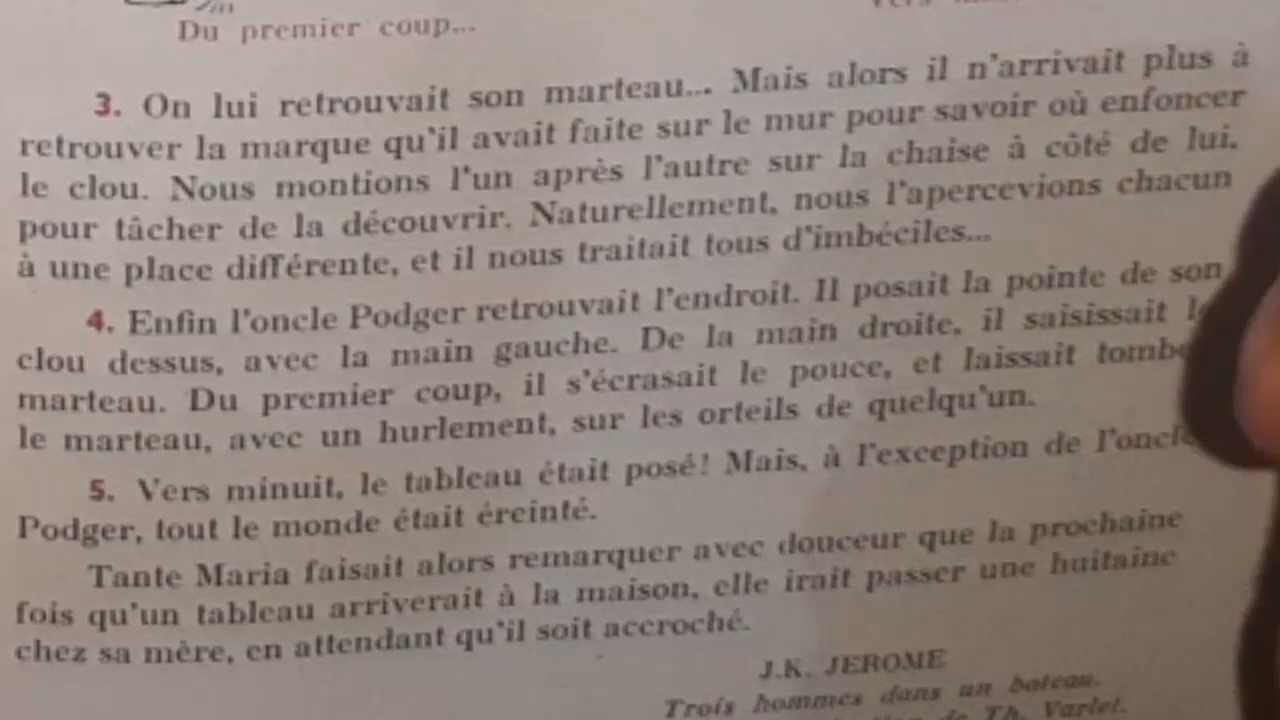 Du premier coup...
3. On lui retrouvait son marteau... Mais alors il n'arrivait plus à
retrouver la marque qu'il avait faite sur le mur pour savoir où enfoncer
le clou. Nous montions l'un après l'autre sur la chaise à côté de lui,
pour tâcher de la découvrir. Naturellement, nous l'apercevions chacun
à une place différente, et il nous traitait tous d'imbéciles...
4. Enfin l'oncle Podger retrouvait l'endroit. Il posait la pointe de son
clou dessus, avec la main gauche. De la main droite, il saisissait
marteau. Du premier coup, il s'écrasait le pouce, et laissait
le marteau, avec un hurlement, sur les orteils de quelqu'un.
5. Vers minuit, le tableau était posé! Mais, à l'exception de l'oncle
Podger, tout le monde était éreinté.
Tante Maria faisait alors remarquer avec douceur que la prochaine
fois qu'un tableau arriverait à la maison, elle irait passer une huitaine
chez sa mère, en attendant qu'il soit accroché.
J.K. JEROME
Trois hommes dans un bateau.
de Th. Varlet.